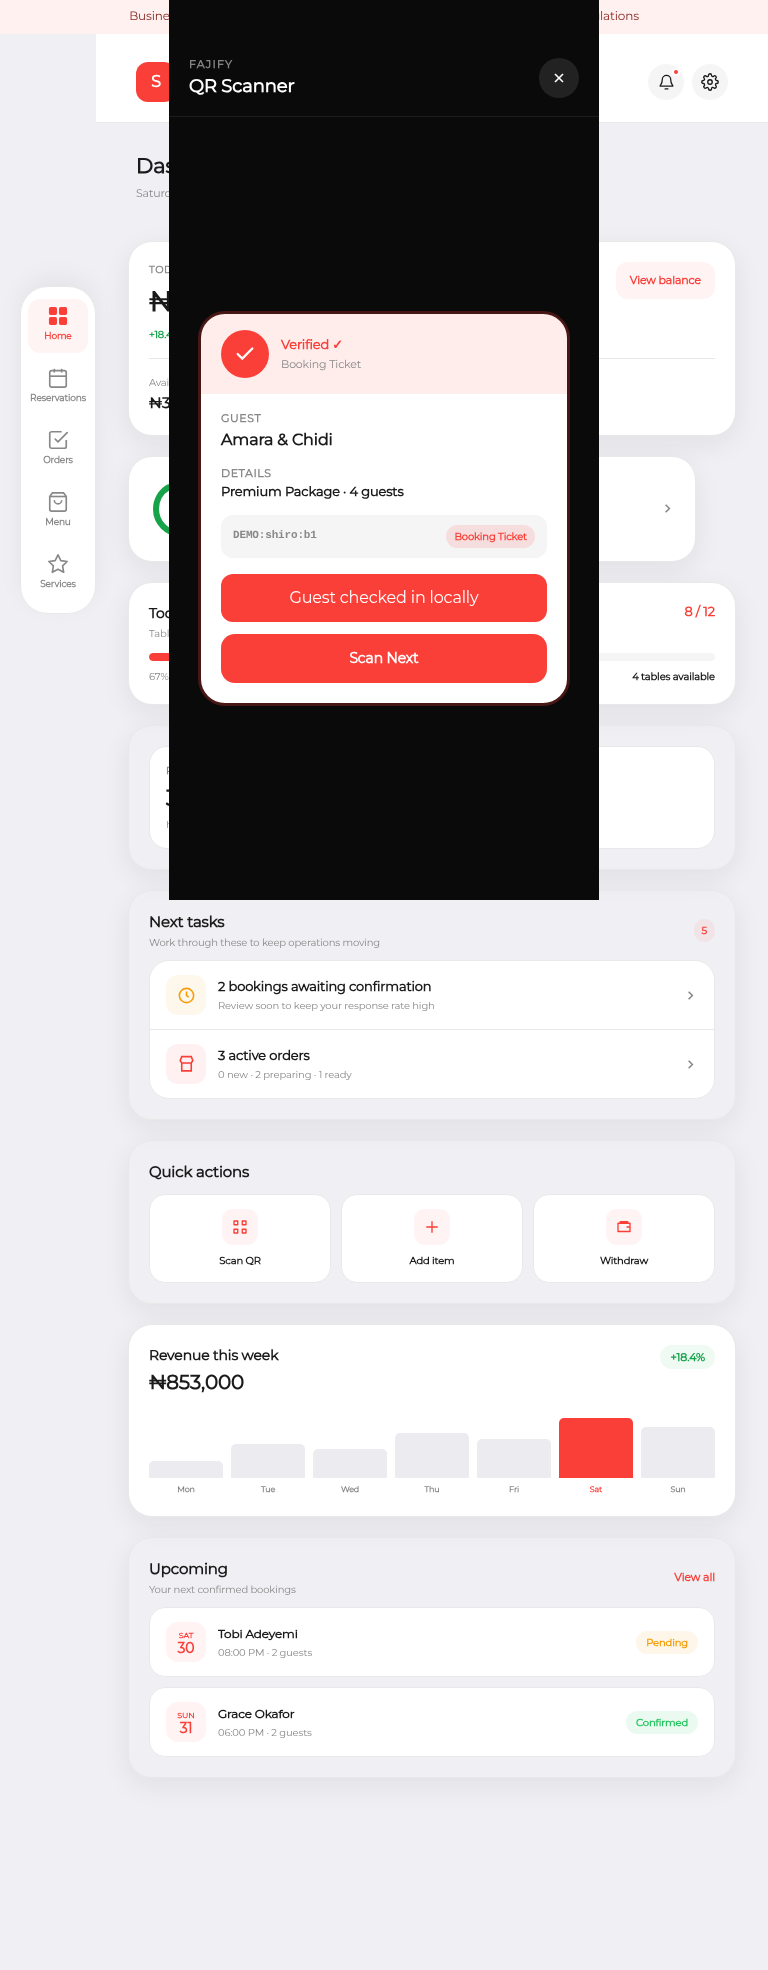 FAJIFY
QR Scanner
S
TOD
View balance
+18.4
Home
Verified ✓
Booking Ticket
Reservations
GUEST
Amara & Chidi
Orders
DETAILS
Premium Package · 4 guests
Menu
DEMO:shiro:b1
Booking Ticket
Services
Guest checked in locally
8 / 12
Scan Next
67%
4 tables available
Next tasks
Work through these to keep operations moving
5
2 bookings awaiting confirmation
Review soon to keep your response rate high
3 active orders
0 new · 2 preparing · 1 ready
Quick actions
Scan QR
Add item
Withdraw
Revenue this week
+18.4%
₦853,000
Mon
Tue
Wed
Thu
Fri
Sat
Sun
Upcoming
Your next confirmed bookings
View all
SAT
30
Tobi Adeyemi
08:00 PM · 2 guests
Pending
SUN
31
Grace Okafor
06:00 PM · 2 guests
Confirmed